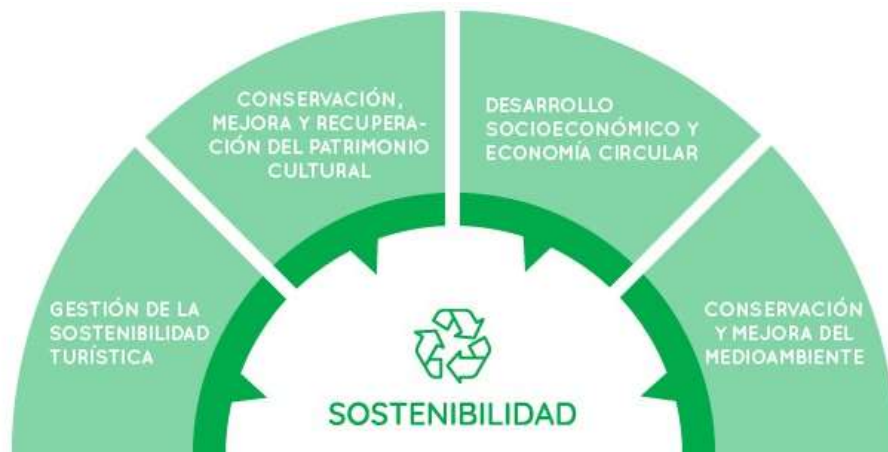 GESTIÓN DE LA
SOSTENIBILIDAD
TURÍSTICA
CONSERVACIÓN,
MEJORA Y RECUPERA-
CIÓN DEL PATRIMONIO
CULTURAL
DESARROLLO
SOCIOECONÓMICO Y
ECONOMÍA CIRCULAR
CONSERVACIÓN
Y MEJORA DEL
MEDIOAMBIENTE
SOSTENIBILIDAD